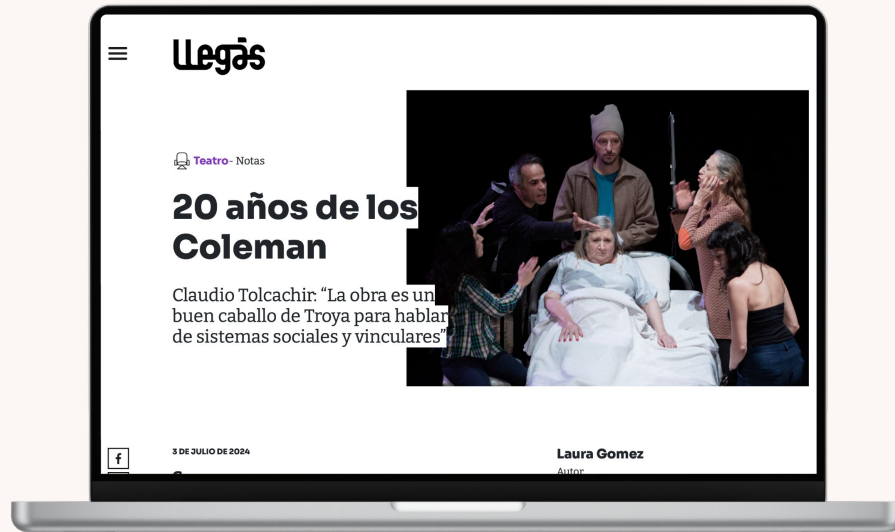 LLegàs
Teatro- Notas
20 años de los
Coleman
Claudio Tolcachir: “La obra es un
buen caballo de Troya para hablar
de sistemas sociales y vinculares”
3 DE JULIO DE 2024
Laura Gomez
Autor